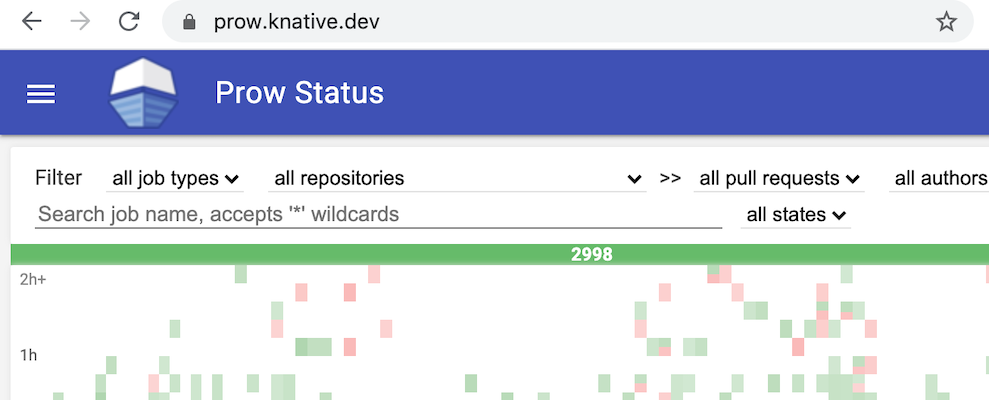 prow.knative.dev
Prow Status
Filter all job types all repositories >> all pull requests all authors
Search job name, accepts '*' wildcards all states
2998
2h+
1h